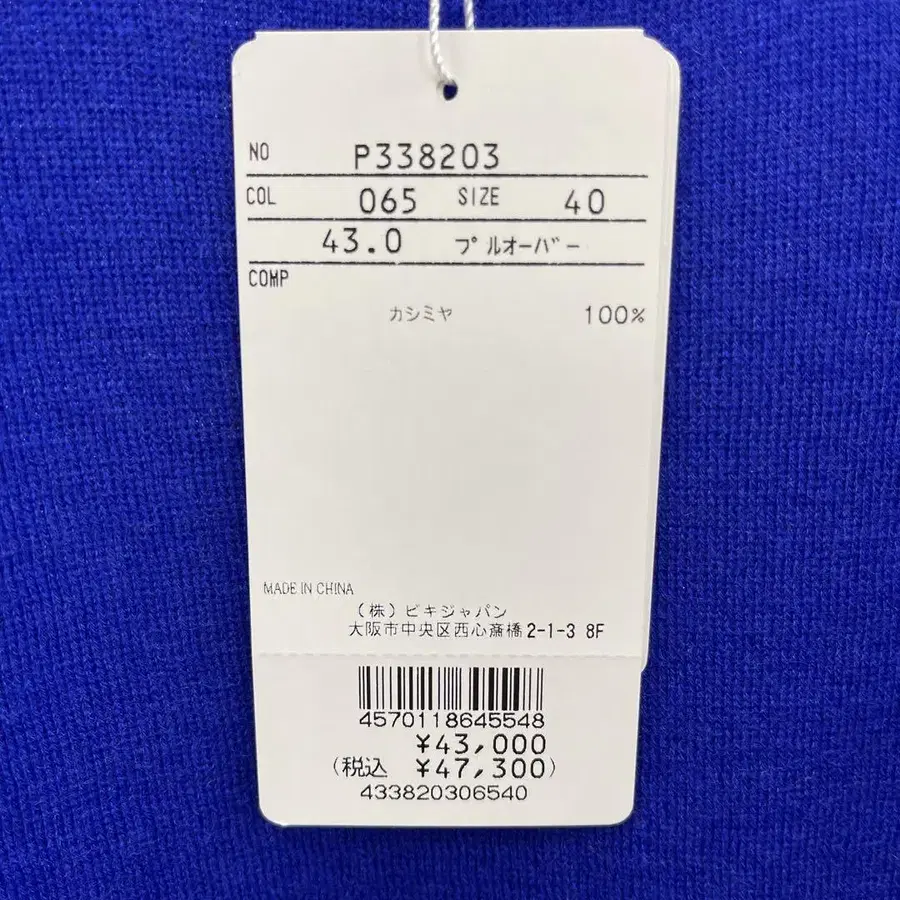 NO P338203
COL 065 SIZE 40
43.0 プルオーバー
COMP
カシミヤ 100%
MADE IN CHINA
(株)ビキジャパン
大阪市中央区西心斎橋2-1-3 8F
4570118645548
¥43,000
(税込 ¥47,300)
433820306540